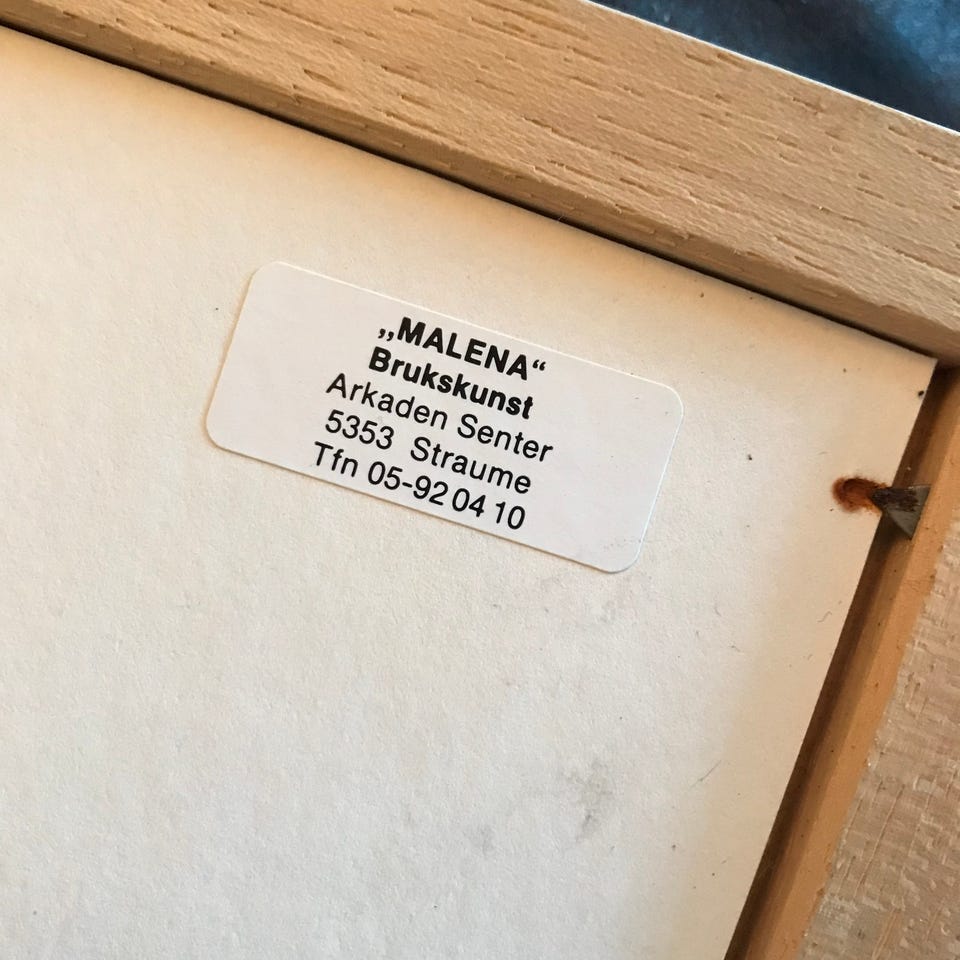 „MALENA“
Brukskunst
Arkaden Senter
5353 Straume
Tfn 05-92 04 10